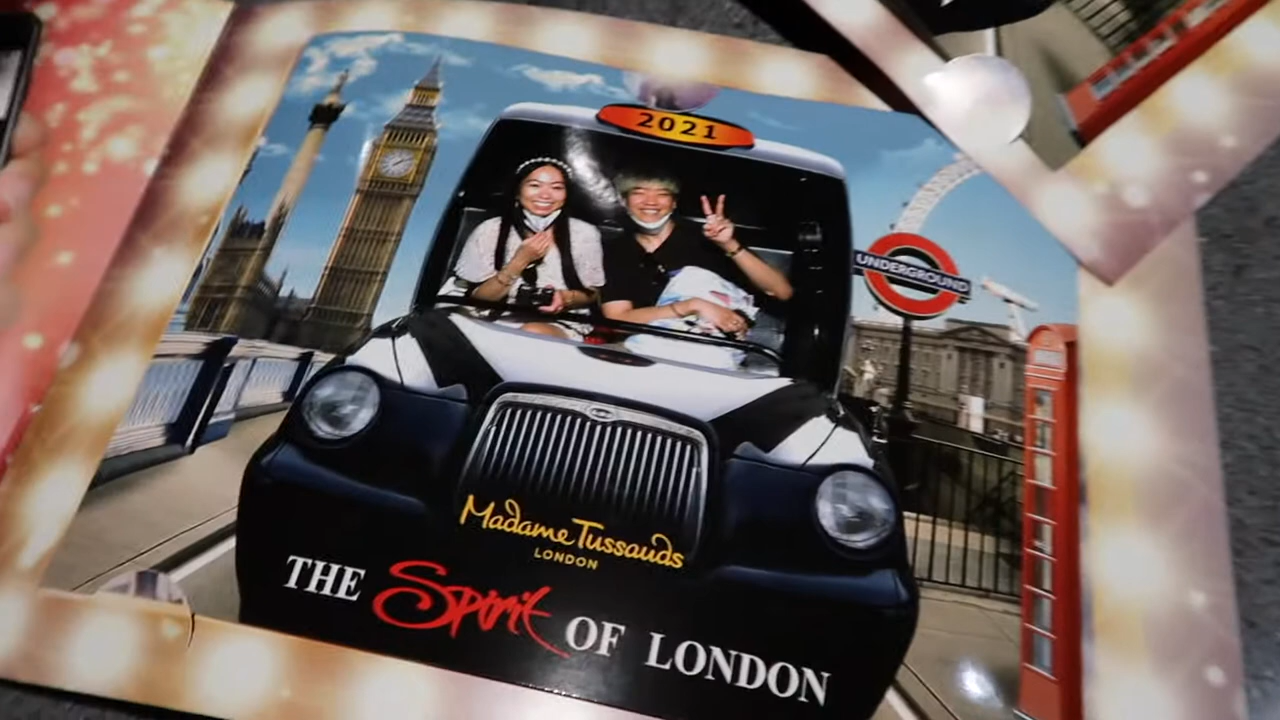 2021
UNDERGROUND
Madame Tussauds
LONDON
THE Spirit OF LONDON